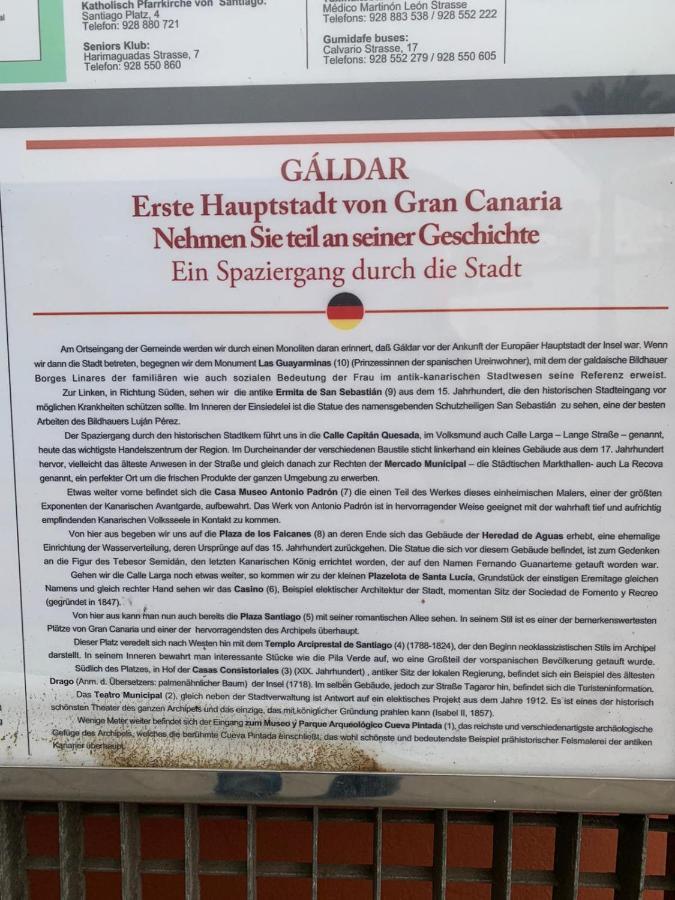 Katholisch Pfarrkirche von Santiago:
Santiago Platz, 4
Telefon: 928 880 721
Seniors Klub:
Harimaguadas Strasse, 7
Telefon: 928 550 860
Médico Martinón León Strasse
Telefons: 928 883 538 / 928 552 222
Gumidafe buses:
Calvario Strasse, 17
Telefons: 928 552 279 / 928 550 605
GÁLDAR
Erste Hauptstadt von Gran Canaria
Nehmen Sie teil an seiner Geschichte
Ein Spaziergang durch die Stadt
Am Ortseingang der Gemeinde werden wir durch einen Monoliten daran erinnert, daß Gáldar vor der Ankunft der Europäer Hauptstadt der Insel war. Wenn
wir dann die Stadt betreten, begegnen wir dem Monument Las Guayarminas (10) (Prinzessinnen der spanischen Ureinwohner), mit dem der galdaische Bildhauer
Borges Linares der familiären wie auch sozialen Bedeutung der Frau im antik-kanarischen Stadtwesen seine Referenz erweist.
Zur Linken, in Richtung Süden, sehen wir die antike Ermita de San Sebastián (9) aus dem 15. Jahrhundert, die den historischen Stadteingang vor
möglichen Krankheiten schützen sollte. Im Inneren der Einsiedelei ist die Statue des namensgebenden Schutzheiligen San Sebastián zu sehen, eine der besten
Arbeiten des Bildhauers Luján Pérez.
Der Spaziergang durch den historischen Stadtkern führt uns in die Calle Capitán Quesada, im Volksmund auch Calle Larga – Lange Straße – genannt,
heute das wichtigste Handelszentrum der Region. Im Durcheinander der verschiedenen Baustile sticht linkerhand ein kleines Gebäude aus dem 17. Jahrhundert
hervor, vielleicht das älteste Anwesen in der Straße und gleich danach zur Rechten der Mercado Municipal – die Städtischen Markthallen- auch La Recova
genannt, ein perfekter Ort um die frischen Produkte der ganzen Umgebung zu erwerben.
Etwas weiter vorne befindet sich die Casa Museo Antonio Padrón (7) die einen Teil des Werkes dieses einheimischen Malers, einer der größten
Exponenten der Kanarischen Avantgarde, aufbewahrt. Das Werk von Antonio Padrón ist in hervorragender Weise geeignet mit der wahrhaft tief und aufrichtig
empfindenden Kanarischen Volksseele in Kontakt zu kommen.
Von hier aus begeben wir uns auf die Plaza de los Faicanes (8) an deren Ende sich das Gebäude der Heredad de Aguas erhebt, eine ehemalige
Einrichtung der Wasserverteilung, deren Ursprünge auf das 15. Jahrhundert zurückgehen. Die Statue die sich vor diesem Gebäude befindet, ist zum Gedenken
an die Figur des Tebesor Semidán, den letzten Kanarischen König errichtet worden, der auf den Namen Fernando Guanarteme getauft worden war.
Gehen wir die Calle Larga noch etwas weiter, so kommen wir zu der kleinen Plazelota de Santa Lucía, Grundstück der einstigen Eremitage gleichen
Namens und gleich rechter Hand sehen wir das Casino (6), Beispiel elektischer Architektur der Stadt, momentan Sitz der Sociedad de Fomento y Recreo
(gegründet in 1847).
Von hier aus kann man nun auch bereits die Plaza Santiago (5) mit seiner romantischen Allee sehen. In seinem Stil ist es einer der bemerkenswertesten
Plätze von Gran Canaria und einer der hervorragendsten des Archipels überhaupt.
Dieser Platz veredelt sich nach Westen hin mit dem Templo Arciprestal de Santiago (4) (1788-1824), der den Beginn neoklassizistischen Stils im Archipel
darstellt. In seinem Inneren bewahrt man interessante Stücke wie die Pila Verde auf, wo eine Großteil der vorspanischen Bevölkerung getauft wurde.
Südlich des Platzes, in Hof der Casas Consistoriales (3) (XIX. Jahrhundert) , antiker Sitz der lokalen Regierung, befindet sich ein Beispiel des ältesten
Drago (Anm. d. Übersetzers: palmenähnlicher Baum) der Insel (1718). Im selben Gebäude, jedoch zur Straße Tagaror hin, befindet sich die Turisteninformation.
Das Teatro Municipal (2), gleich neben der Stadtverwaltung ist Antwort auf ein elektisches Projekt aus dem Jahre 1912. Es ist eines der historisch
schönsten Theater des ganzen Archipels und das einzige, das mit königlicher Gründung prahlen kann (Isabel II, 1857).
Wenige Meter weiter befindet sich der Eingang zum Museo y Parque Arqueológico Cueva Pintada (1), das reichste und verschiedenartigste archäologische
Gefüge des Archipels, welches die berühmte Cueva Pintada einschließt, das wohl schönste und bedeutendste Beispiel prähistorischer Felsmalerei der antiken
Kanarier überhaupt.